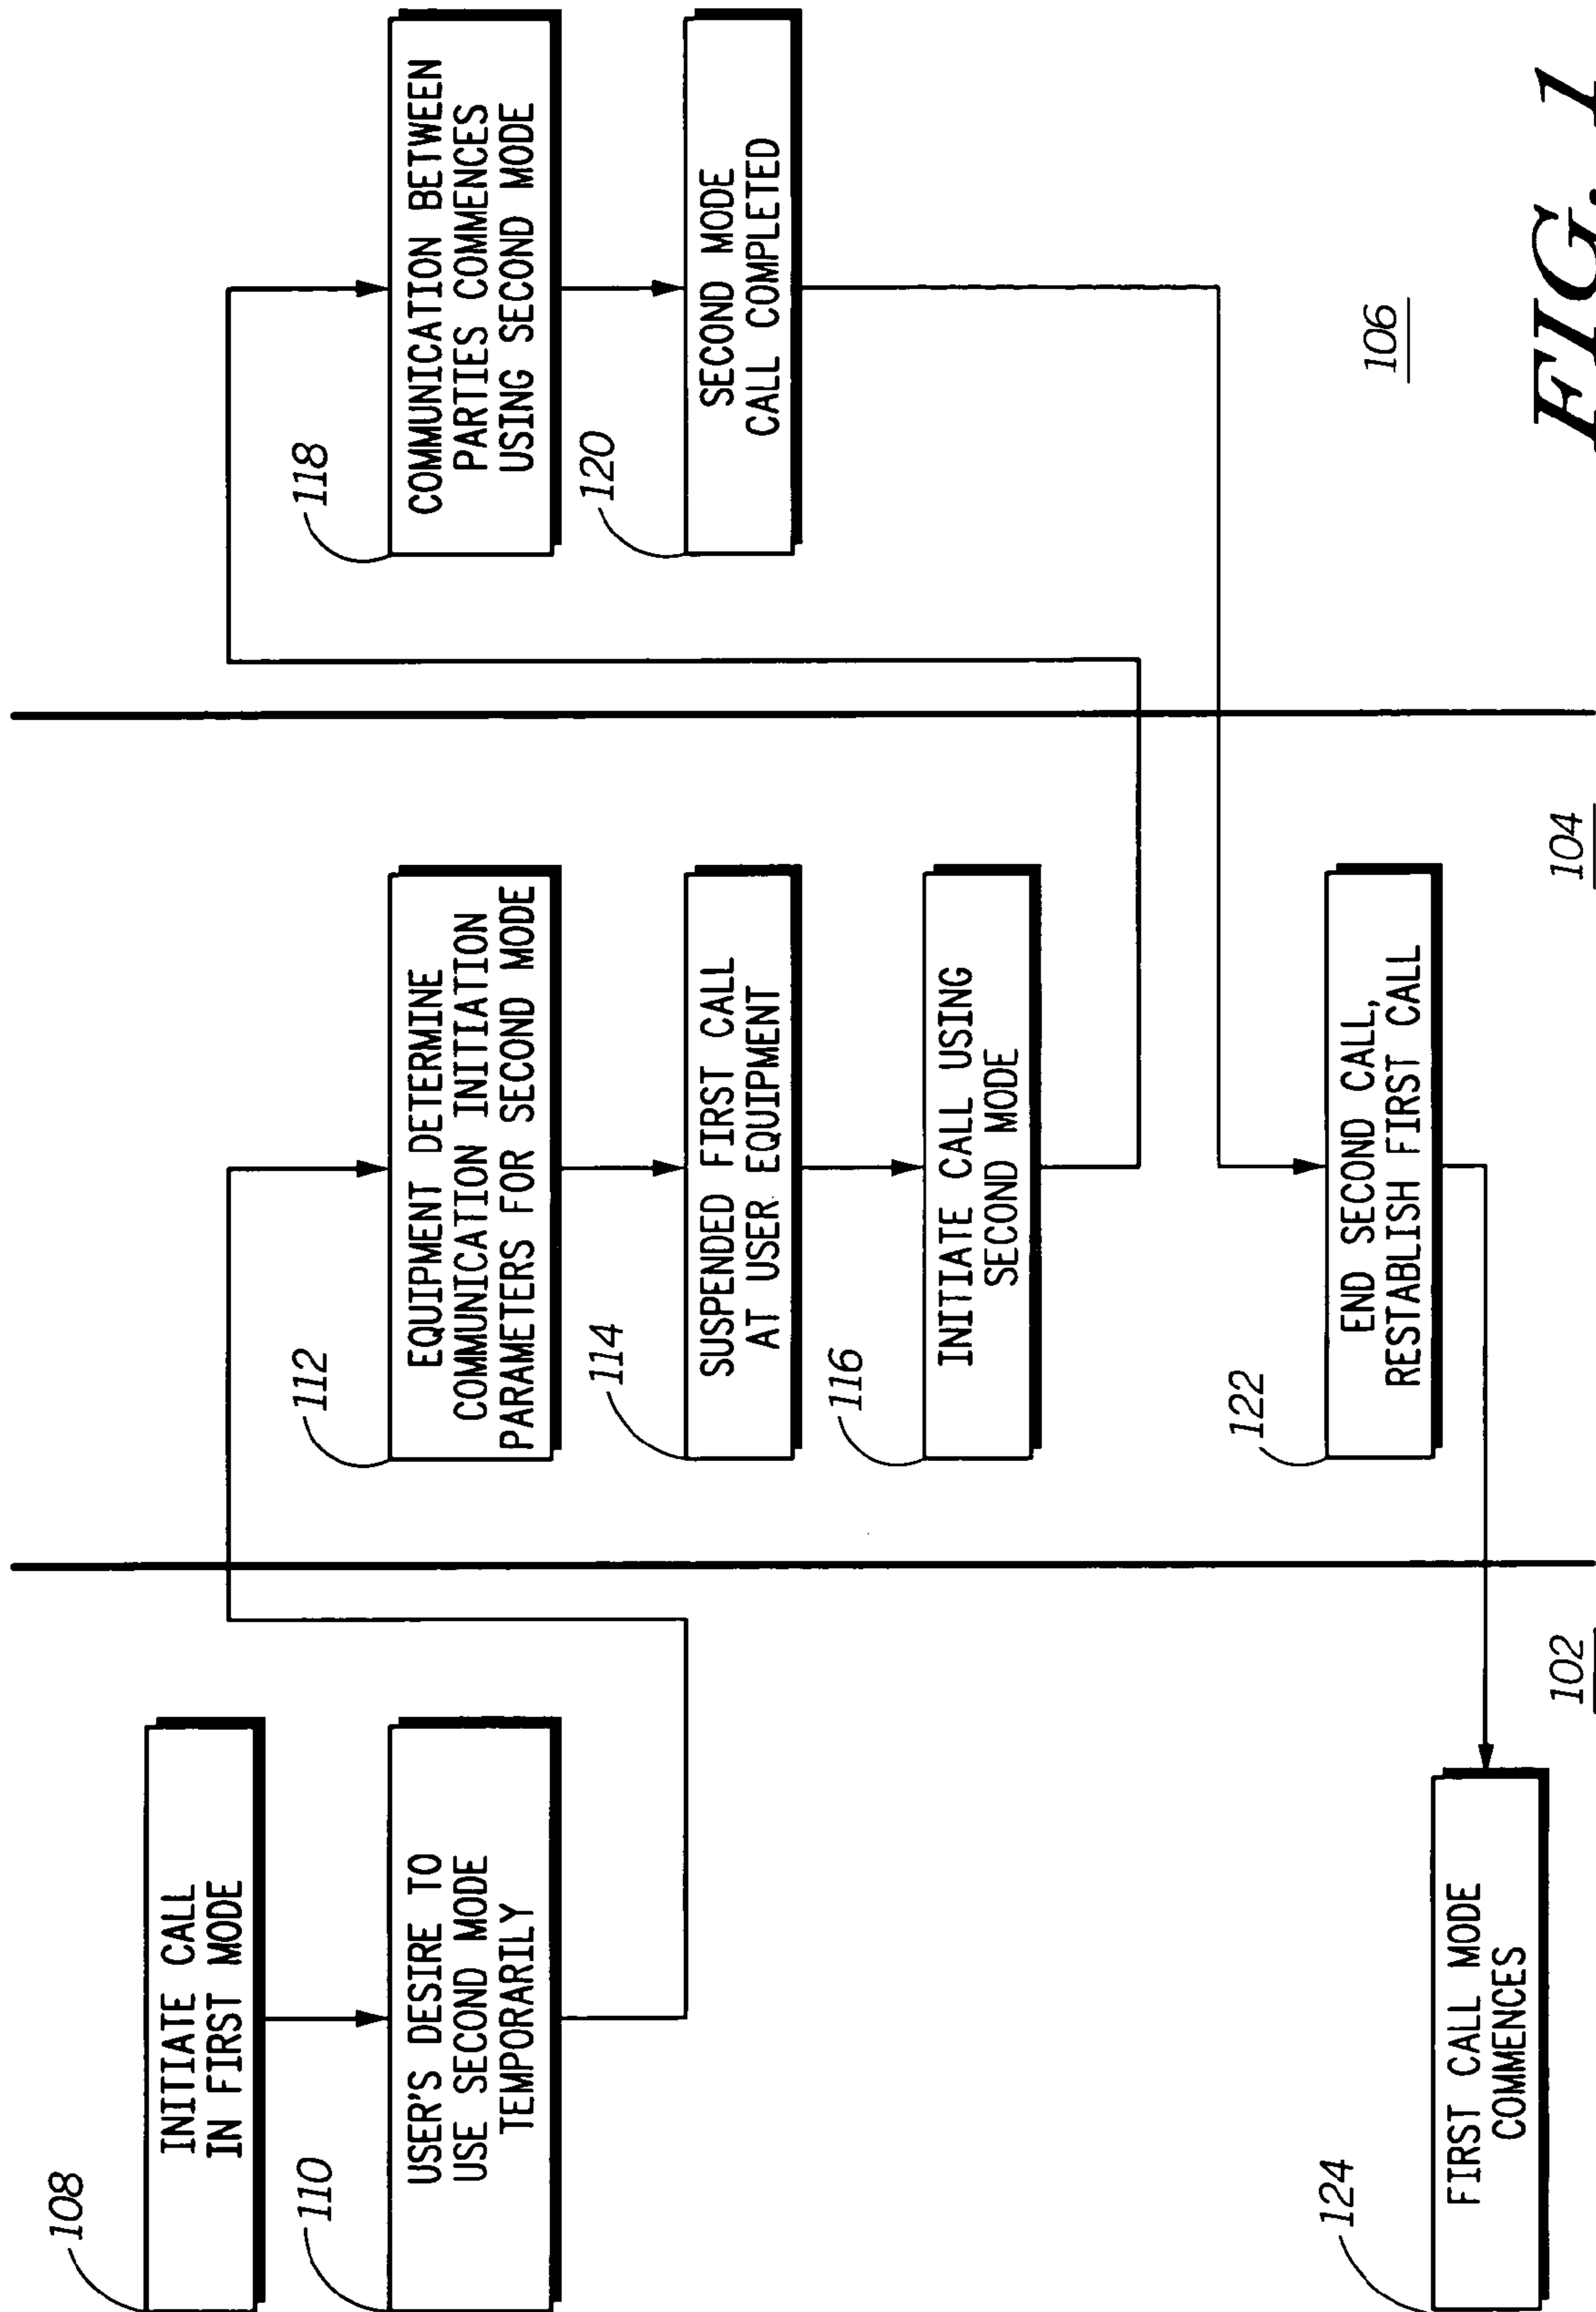 108
INITIATE CALL
IN FIRST MODE
110
USER'S DESIRE TO
USE SECOND MODE
TEMPORARILY
124
FIRST CALL MODE
COMMENCES
102
112
EQUIPMENT DETERMINE
COMMUNICATION INITIATION
PARAMETERS FOR SECOND MODE
114
SUSPENDED FIRST CALL
AT USER EQUIPMENT
116
INITIATE CALL USING
SECOND MODE
122
END SECOND CALL,
RESTABLISH FIRST CALL
104
118
COMMUNICATION BETWEEN
PARTIES COMMENCES
USING SECOND MODE
120
SECOND MODE
CALL COMPLETED
106
FIG. 1